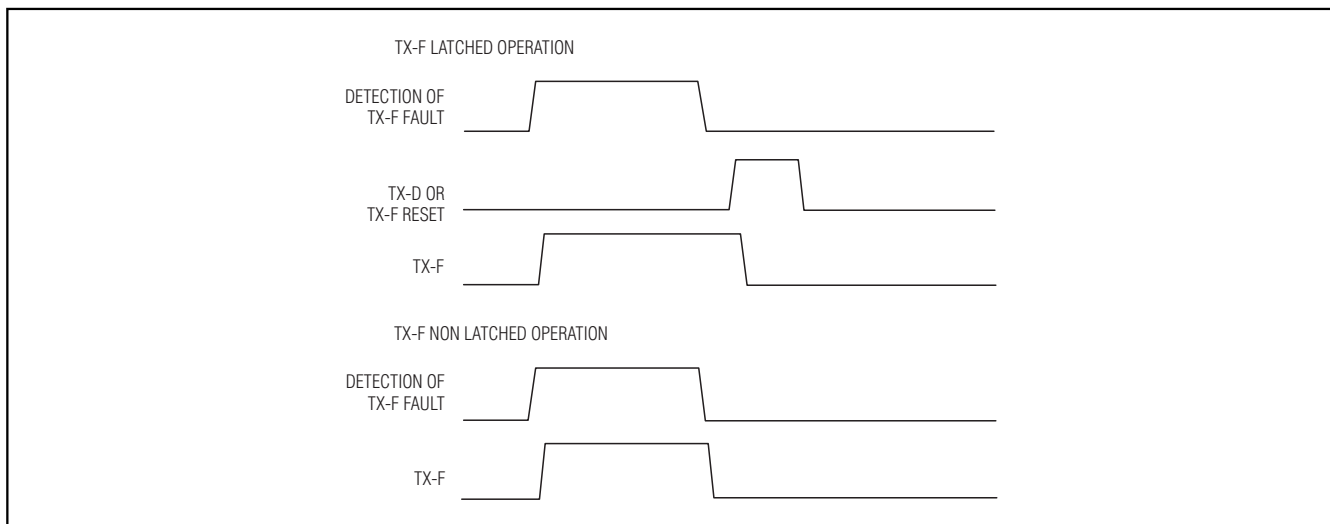 TX-F LATCHED OPERATION
DETECTION OF
TX-F FAULT
TX-D OR
TX-F RESET
TX-F
TX-F NON LATCHED OPERATION
DETECTION OF
TX-F FAULT
TX-F